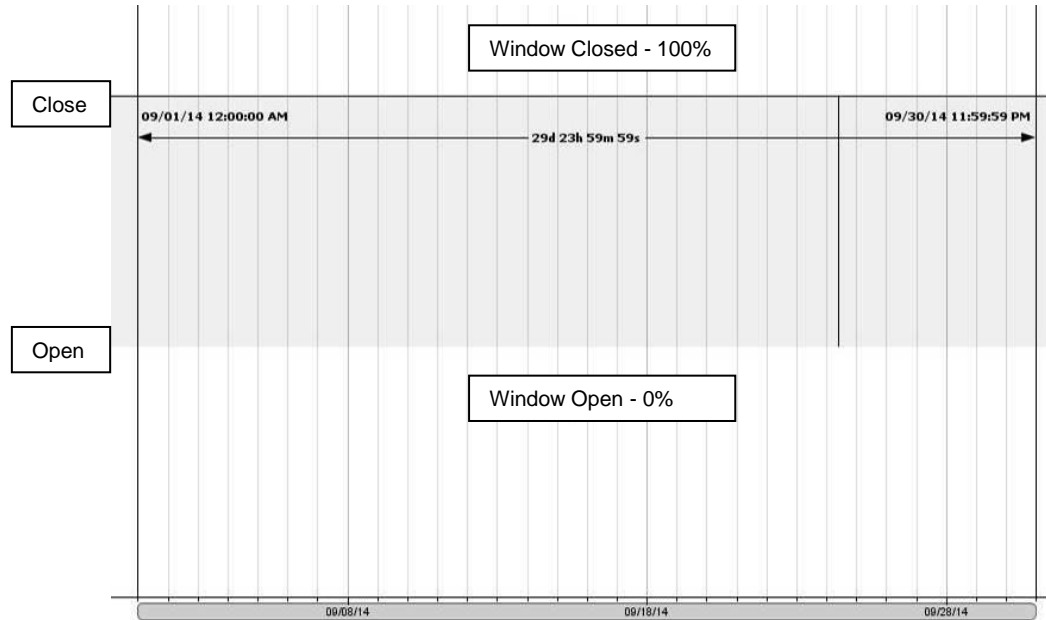 Window Closed - 100%
Close
09/01/14 12:00:00 AM
09/30/14 11:59:59 PM
29d 23h 59m 59s
Open
Window Open - 0%
09/08/14
09/18/14
09/28/14